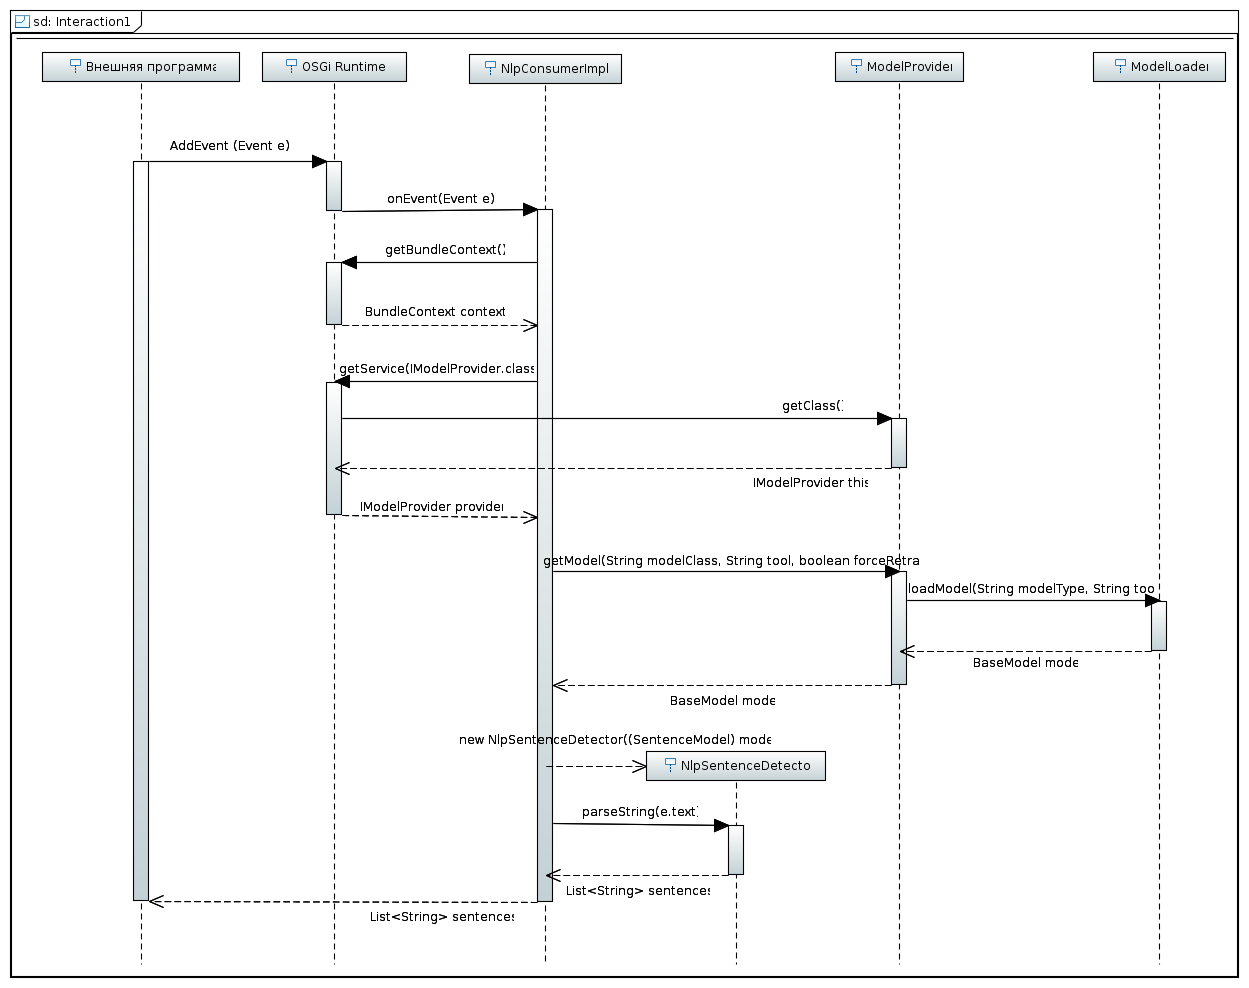 sd: Interaction1
Внешняя программа
OSGi Runtime
NlpConsumerImpl
ModelProvider
ModelLoader
AddEvent (Event e)
onEvent(Event e)
getBundleContext()
BundleContext context
getService(IModelProvider.class
getClass()
IModelProvider this
IModelProvider provider
getModel(String modelClass, String tool, boolean forceRetra
loadModel(String modelType, String too
BaseModel mode
BaseModel mode
new NlpSentenceDetector((SentenceModel) mode
NlpSentenceDetecto
parseString(e.text)
List<String> sentences
List<String> sentences